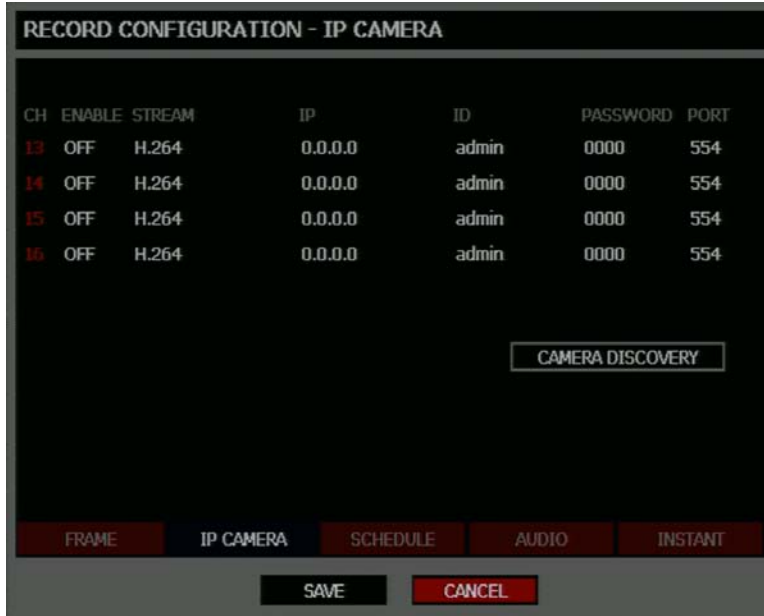 RECORD CONFIGURATION - IP CAMERA
CH ENABLE STREAM IP ID PASSWORD PORT
13 OFF H.264 0.0.0.0 admin 0000 554
14 OFF H.264 0.0.0.0 admin 0000 554
15 OFF H.264 0.0.0.0 admin 0000 554
16 OFF H.264 0.0.0.0 admin 0000 554
CAMERA DISCOVERY
FRAME IP CAMERA SCHEDULE AUDIO INSTANT
SAVE CANCEL